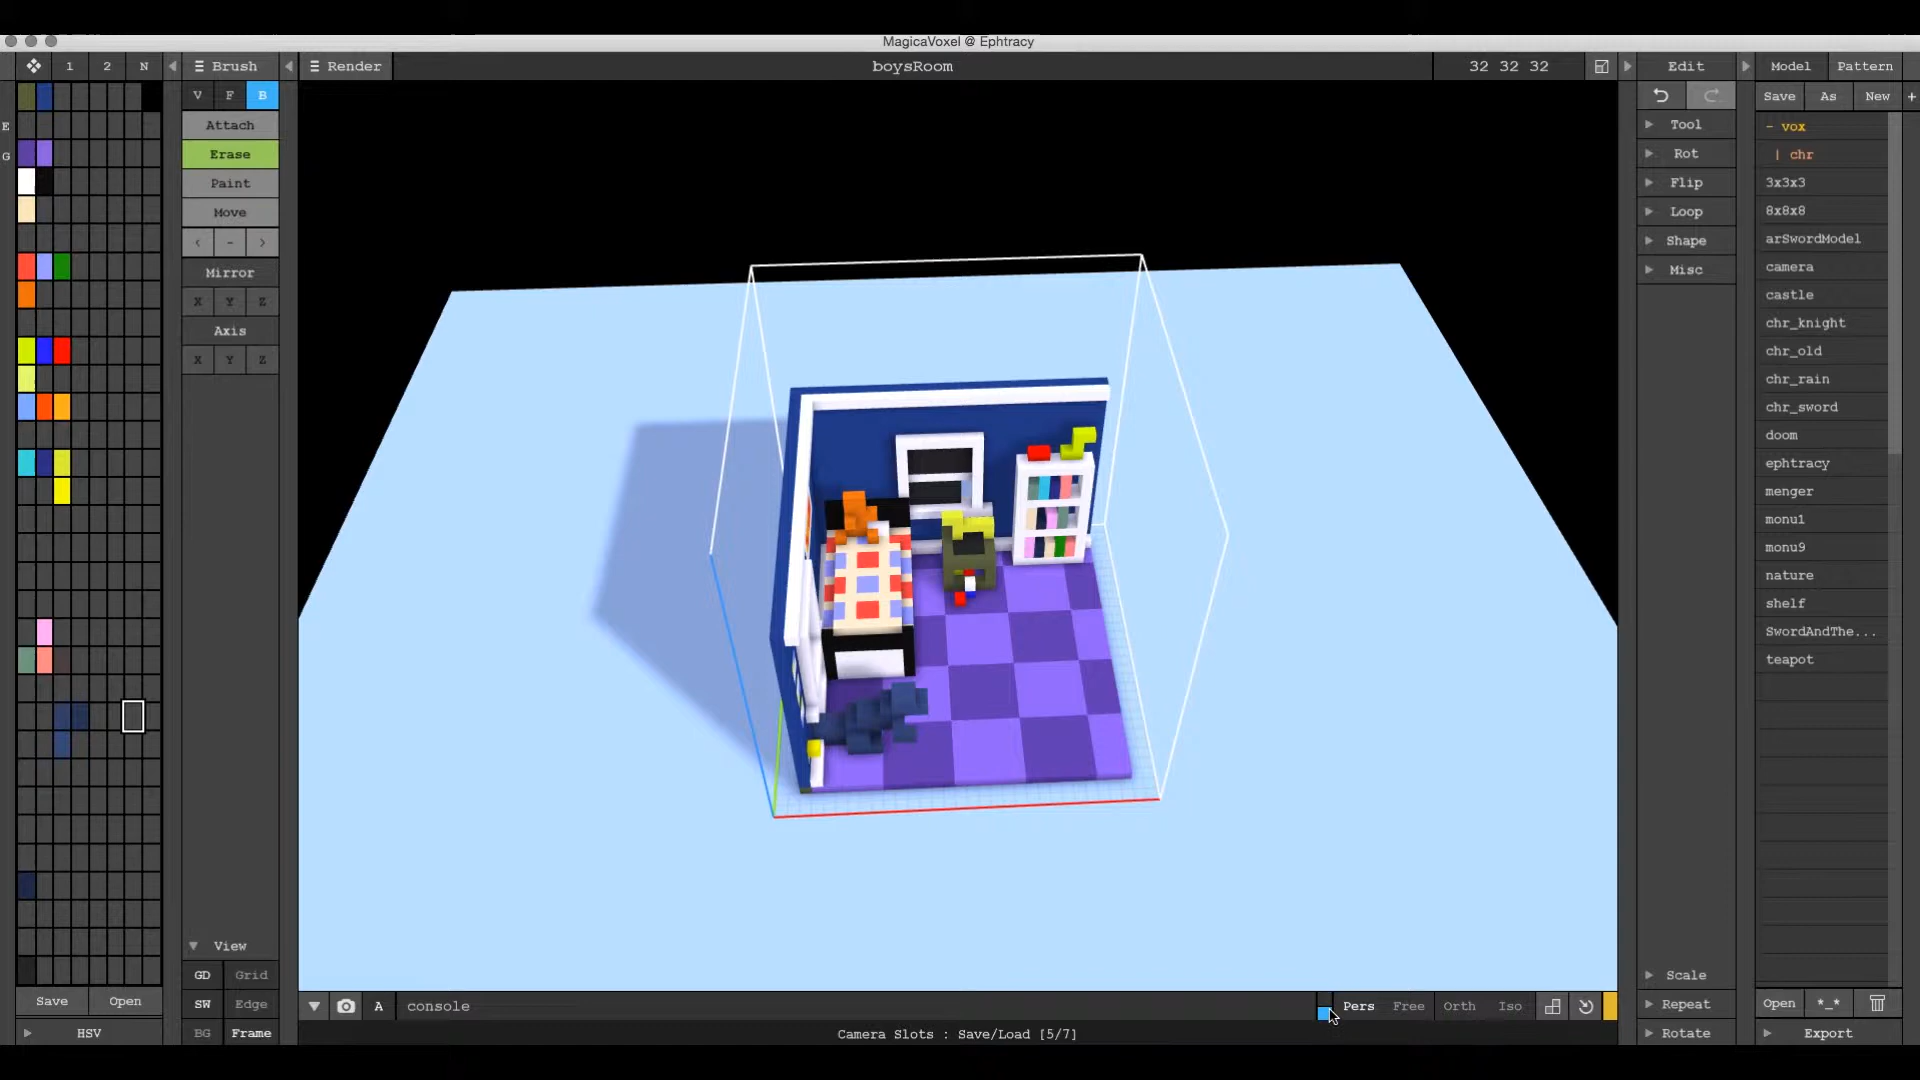 MagicaVoxel @ Ephtracy
1 2 N
Brush
Render
boysRoom
32 32 32
Edit
Model Pattern
V F B
Save As New +
Attach
Erase
Paint
Move
< - >
Mirror
X Y Z
Axis
X Y Z
E
G
Tool
Rot
Flip
Loop
Shape
Misc
- vox
| chr
3x3x3
8x8x8
arSwordModel
camera
castle
chr_knight
chr_old
chr_rain
chr_sword
doom
ephtracy
menger
monu1
monu9
nature
shelf
SwordAndThe...
teapot
View
GD Grid
SW Edge
BG Frame
Save Open
HSV
A console
Pers Free Orth Iso
Camera Slots : Save/Load [5/7]
Scale
Repeat
Rotate
Open *_*
Export